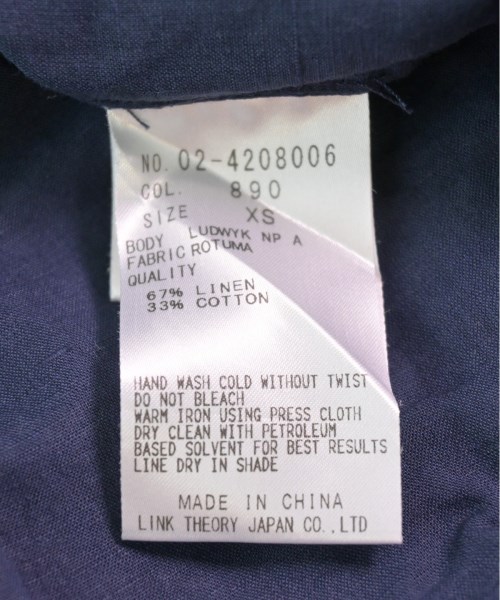 NO. 02-4208006
COL. 890
SIZE XS
BODY LUDWYK NP A
FABRIC ROTUMA
QUALITY
67% LINEN
33% COTTON
HAND WASH COLD WITHOUT TWIST
DO NOT BLEACH
WARM IRON USING PRESS CLOTH
DRY CLEAN WITH PETROLEUM
BASED SOLVENT FOR BEST RESULTS
LINE DRY IN SHADE
MADE IN CHINA
LINK THEORY JAPAN CO.,LTD